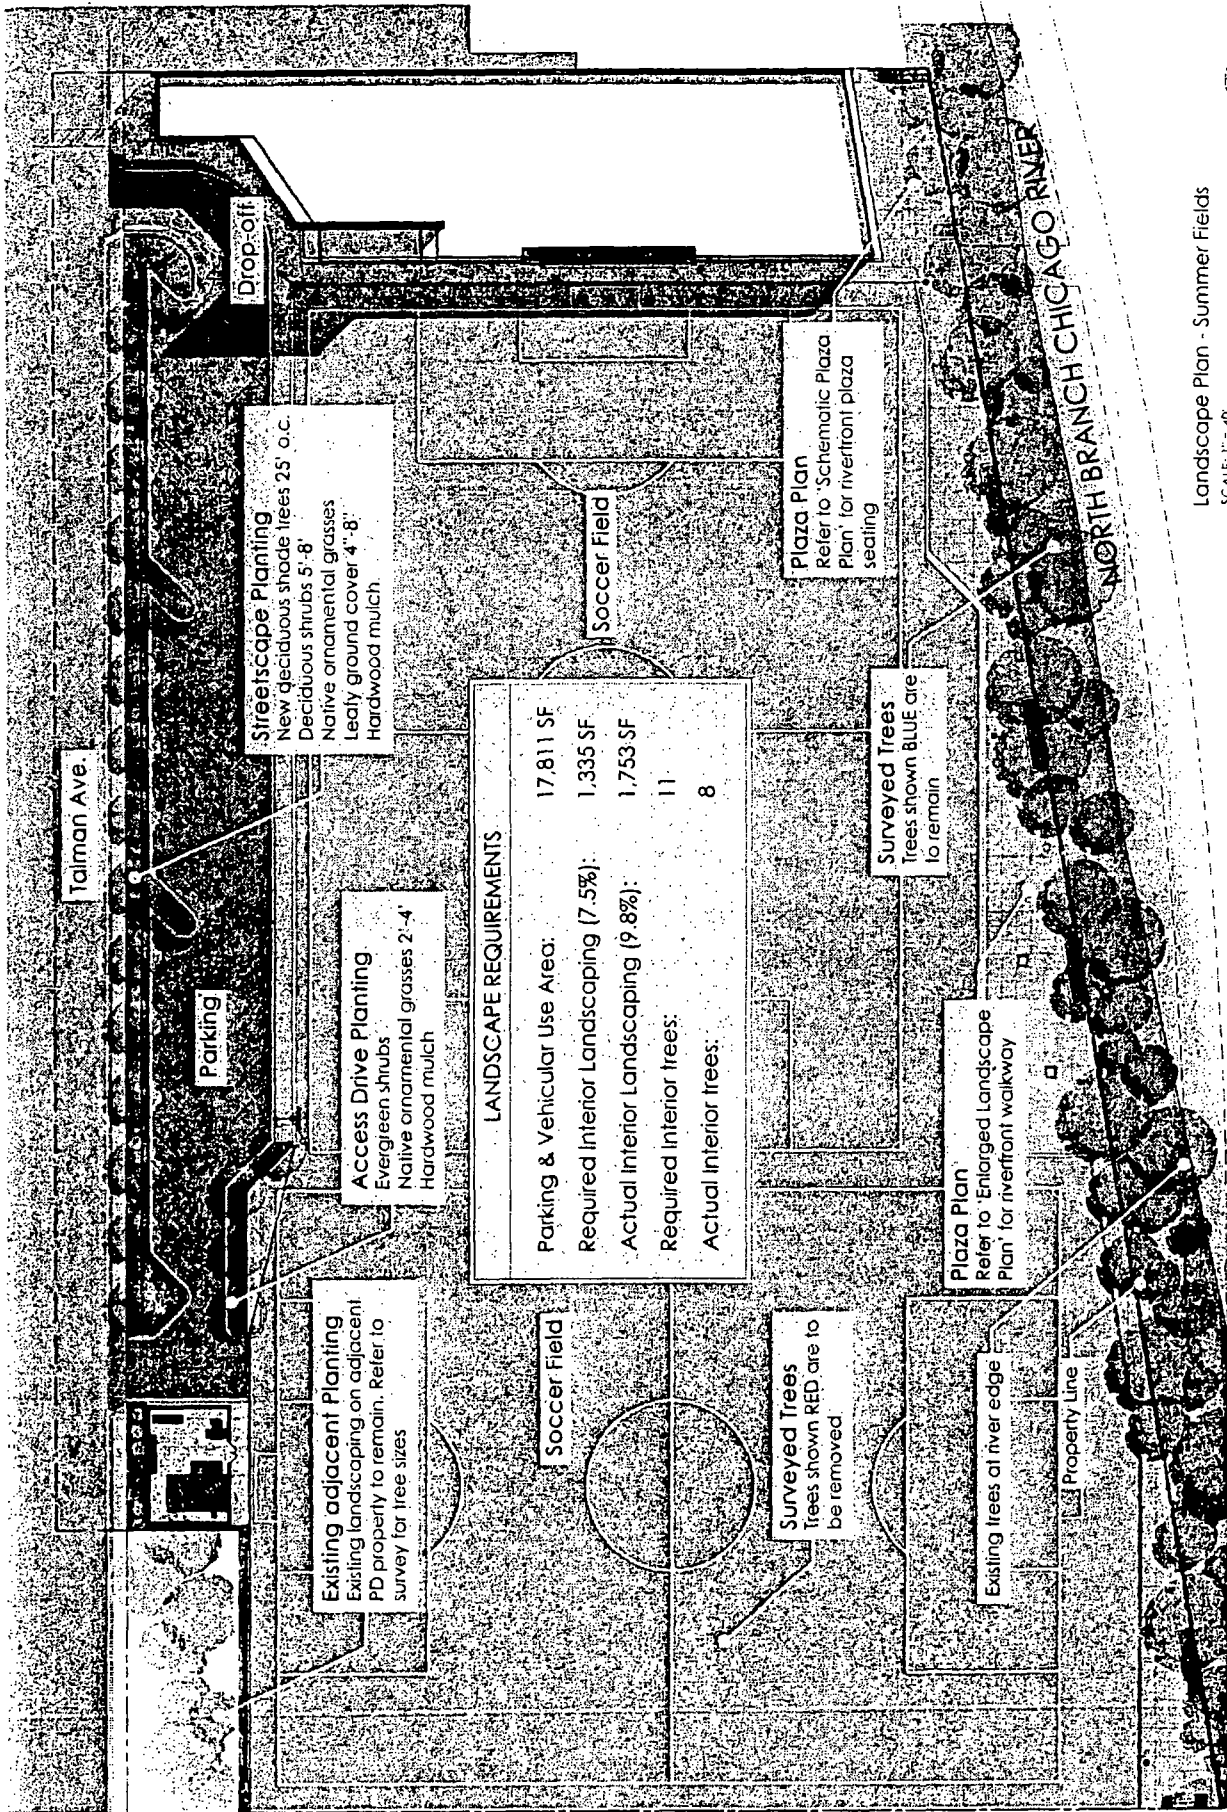 Talman Ave.
Drop-off
Parking
Streetscape Planting
New deciduous shade trees 25' o.c.
Deciduous shrubs 5'-8'
Native ornamental grasses
Leafy ground cover 4"-8"
Hardwood mulch
Access Drive Planting
Evergreen shrubs
Native ornamental grasses 2'-4'
Hardwood mulch
Existing adjacent Planting
Existing landscaping on adjacent
PD property to remain. Refer to
survey for tree sizes
LANDSCAPE REQUIREMENTS
Parking & Vehicular Use Area: 17,811 SF
Required Interior Landscaping (7.5%): 1,335 SF
Actual Interior Landscaping (9.8%): 1,753 SF
Required Interior trees: 11
Actual Interior trees: 8
Soccer Field
Soccer Field
Surveyed Trees
Trees shown RED are to
be removed
Surveyed Trees
Trees shown BLUE are
to remain
Plaza Plan
Refer to 'Schematic Plaza
Plan' for riverfront plaza
seating
Plaza Plan
Refer to 'Enlarged Landscape
Plan' for riverfront walkway
Existing trees at river edge
Property Line
NORTH BRANCH CHICAGO RIVER
Landscape Plan - Summer Fields